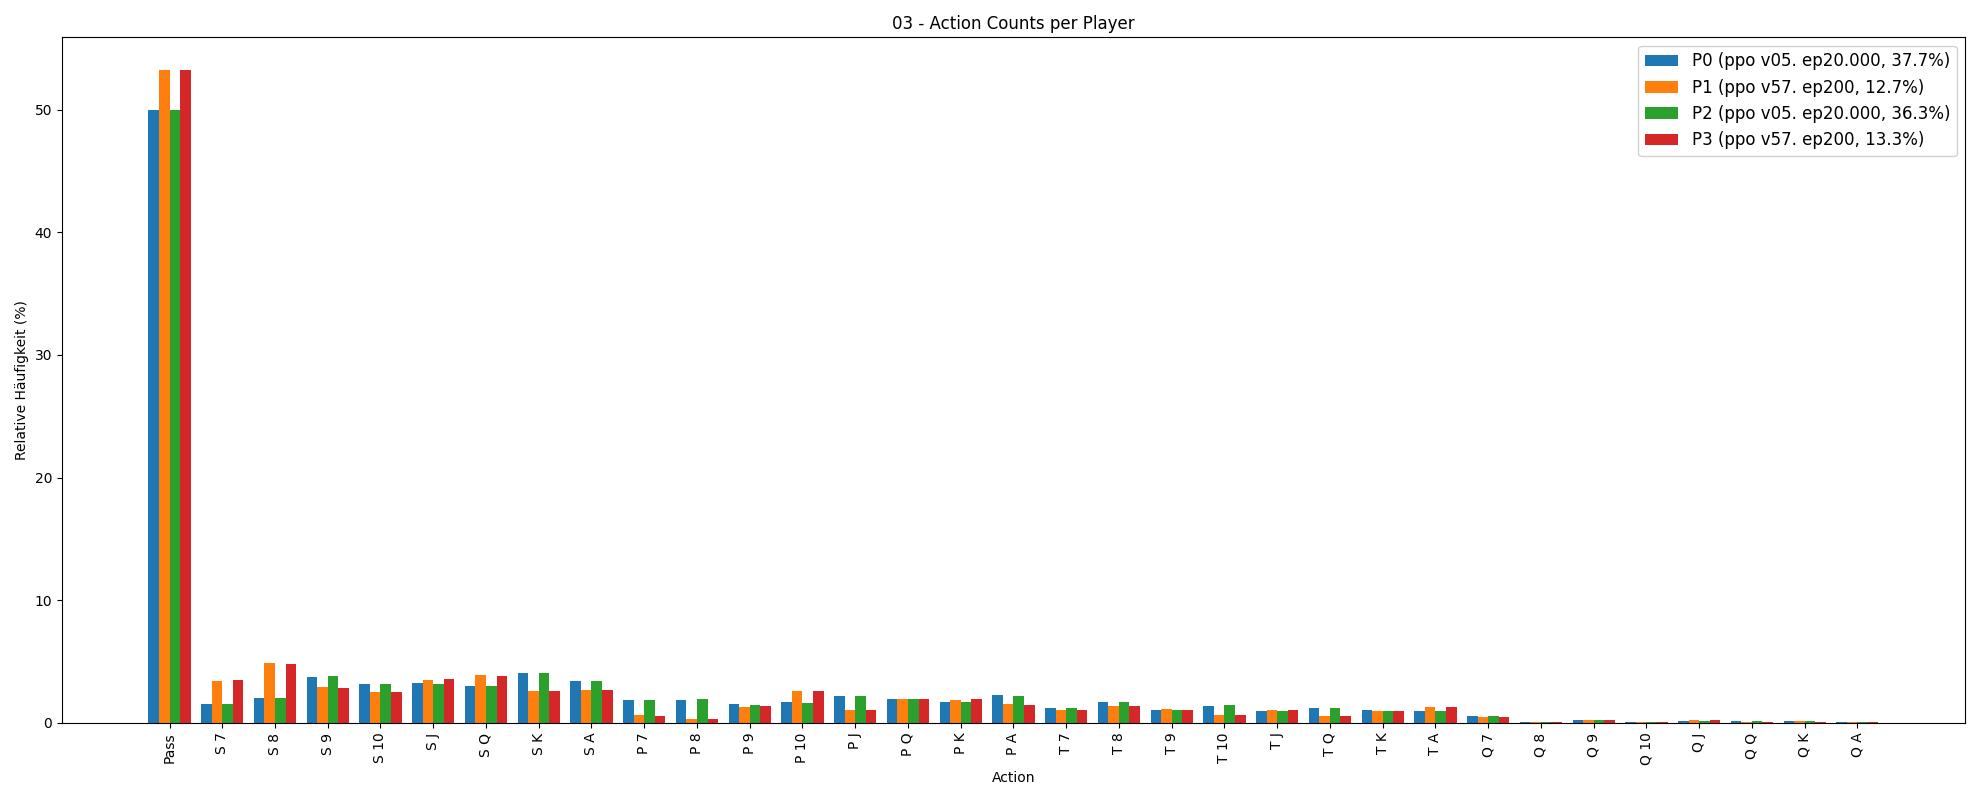 03 - Action Counts per Player
P0 (ppo v05. ep20.000, 37.7%)
P1 (ppo v57. ep200, 12.7%)
P2 (ppo v05. ep20.000, 36.3%)
P3 (ppo v57. ep200, 13.3%)
Relative Häufigkeit (%)
50
40
30
20
10
0
Pass
S 7
S 8
S 9
S 10
S J
S Q
S K
S A
P 7
P 8
P 9
P 10
P J
P Q
P K
P A
T 7
T 8
T 9
T 10
T J
T Q
T K
T A
Q 7
Q 8
Q 9
Q 10
Q J
Q Q
Q K
Q A
Action